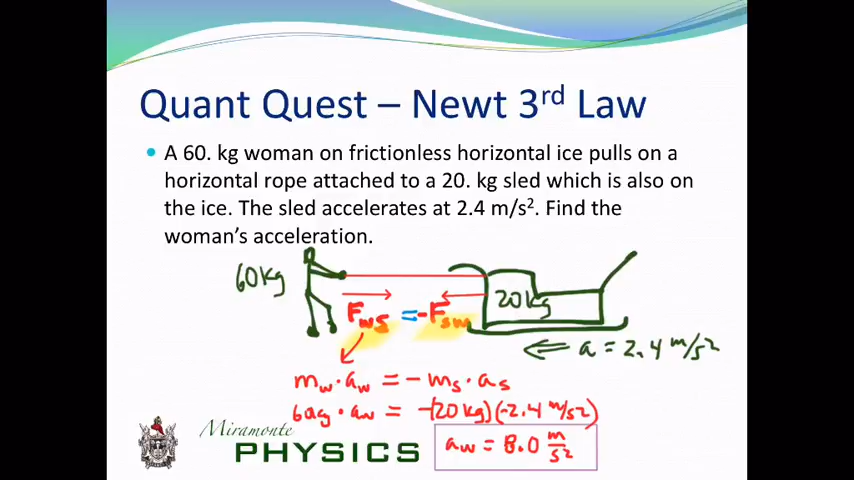 Quant Quest – Newt 3rd Law
• A 60. kg woman on frictionless horizontal ice pulls on a
horizontal rope attached to a 20. kg sled which is also on
the ice. The sled accelerates at 2.4 m/s². Find the
woman's acceleration.
60kg
20kg
Fws = -Fsw
a = 2.4 m/s²
mw · aw = - ms · as
60kg · aw = -(20kg)(-2.4 m/s²)
aw = 8.0 m/s²
Miramonte
PHYSICS